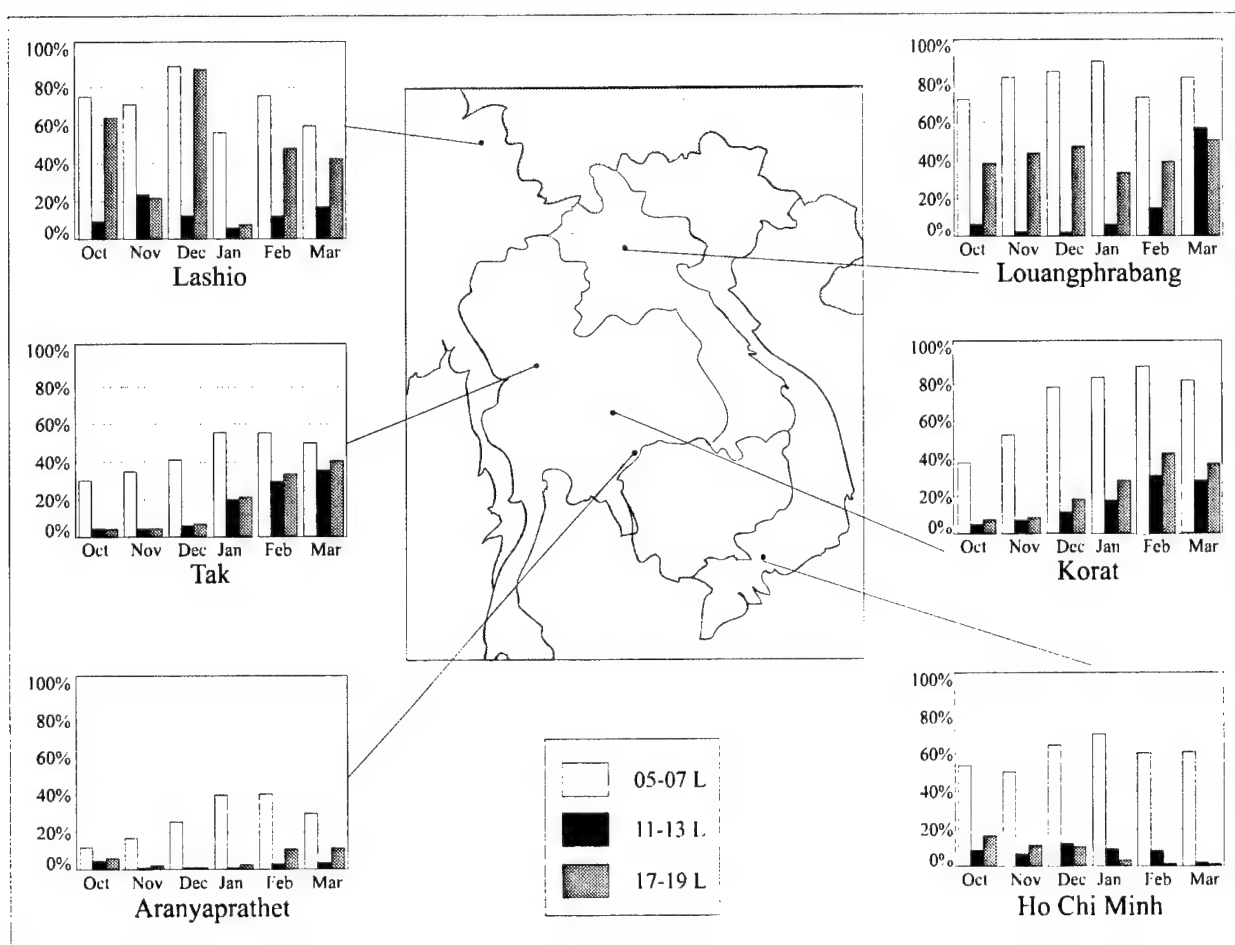 100%
80%
60%
40%
20%
0%
Oct Nov Dec Jan Feb Mar
Lashio
100%
80%
60%
40%
20%
0%
Oct Nov Dec Jan Feb Mar
Louangphrabang
100%
80%
60%
40%
20%
0%
Oct Nov Dec Jan Feb Mar
Tak
100%
80%
60%
40%
20%
0%
Oct Nov Dec Jan Feb Mar
Korat
100%
80%
60%
40%
20%
0%
Oct Nov Dec Jan Feb Mar
Aranyaprathet
05-07 L
11-13 L
17-19 L
100%
80%
60%
40%
20%
0%
Oct Nov Dec Jan Feb Mar
Ho Chi Minh